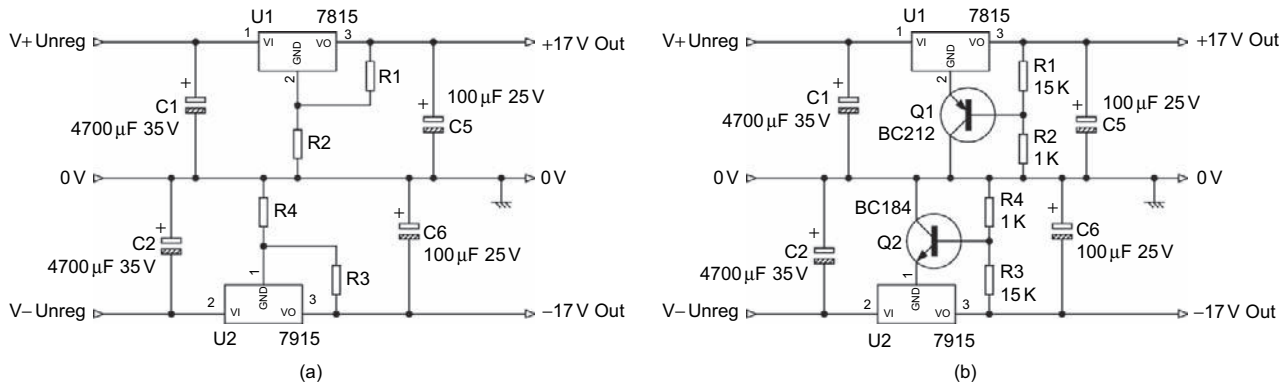 U1 7815
V+Unreg
1 VI GND VO 3
+17 V Out
2
R1
+
C1
4700 µF 35 V
100 µF 25 V
+
C5
R2
0 V
0 V
R4
+
C2
4700 µF 35 V
+
C6
100 µF 25 V
1
R3
V– Unreg
2 VI GND VO 3
–17 V Out
U2 7915
(a)
U1 7815
V+Unreg
1 VI GND VO 3
+17 V Out
2
R1
15 K
+
C1
4700 µF 35 V
Q1
BC212
100 µF 25 V
+
C5
R2
1 K
0 V
0 V
BC184
R4
1 K
+
C2
4700 µF 35 V
Q2
+
C6
100 µF 25 V
1
R3
15 K
V– Unreg
2 VI GND VO 3
–17 V Out
U2 7915
(b)